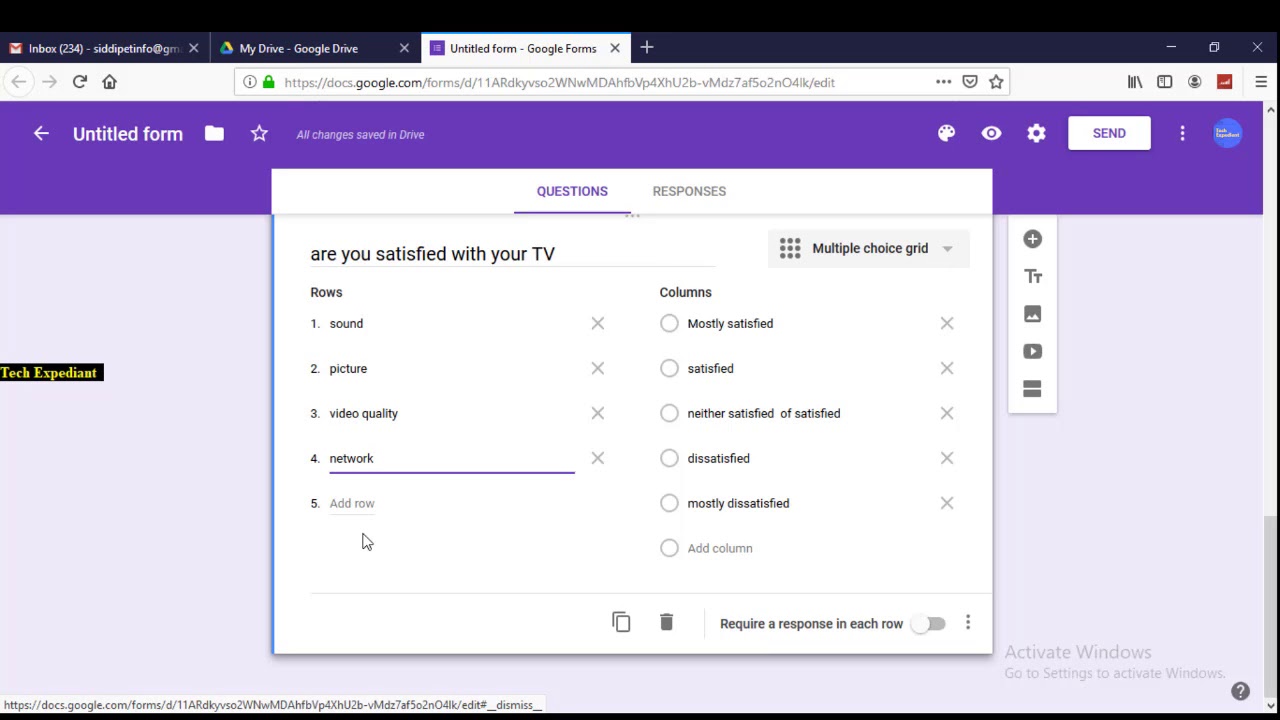 Inbox (234) - siddipetinfo@gm
My Drive - Google Drive
Untitled form - Google Forms
https://docs.google.com/forms/d/11ARdkyvso2WNwMDAhfbVp4XhU2b-vMdz7af5o2nO4lk/edit
Untitled form
All changes saved in Drive
SEND
Tech Expediant
QUESTIONS RESPONSES
are you satisfied with your TV
Multiple choice grid
Rows
Columns
1. sound
Mostly satisfied
2. picture
satisfied
3. video quality
neither satisfied of satisfied
4. network
dissatisfied
5. Add row
mostly dissatisfied
Add column
Require a response in each row
Tech Expediant
Activate Windows
Go to Settings to activate Windows.
https://docs.google.com/forms/d/11ARdkyvso2WNwMDAhfbVp4XhU2b-vMdz7af5o2nO4lk/edit#__dismiss__